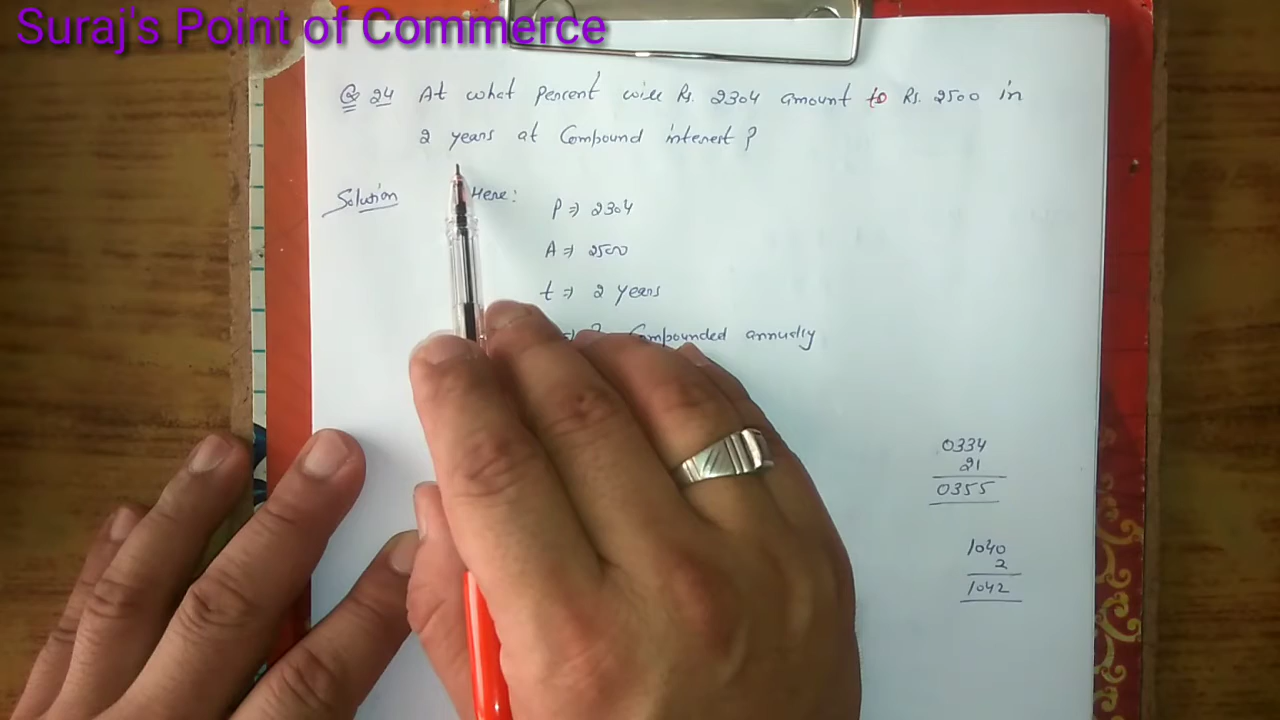 Suraj's Point of Commerce
Q 24 At what percent will Rs. 2304 amount to Rs. 2500 in
2 years at Compound interest?
Solution Here:
P ⇒ 2304
A ⇒ 2500
t ⇒ 2 years
⇒ ? Compounded annually
0334
21
0355
1040
2
1042